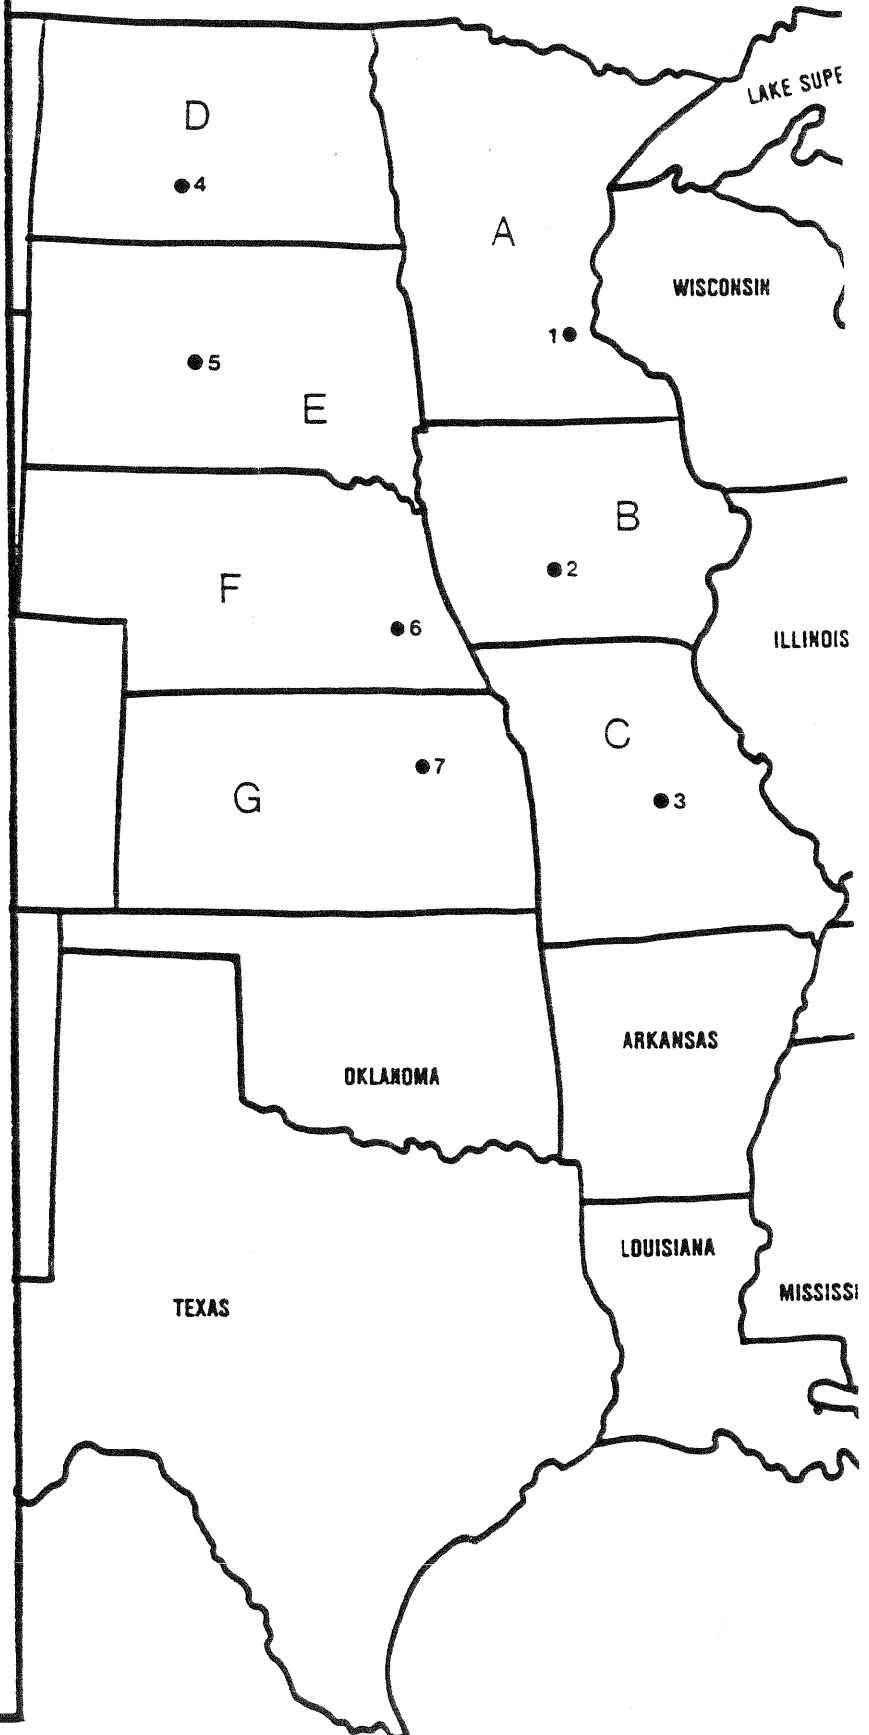 LAKE SUPE
D
4
A
WISCONSIN
1
5
E
B
2
F
6
ILLINOIS
C
7
G
3
ARKANSAS
OKLAHOMA
LOUISIANA
MISSISSI
TEXAS